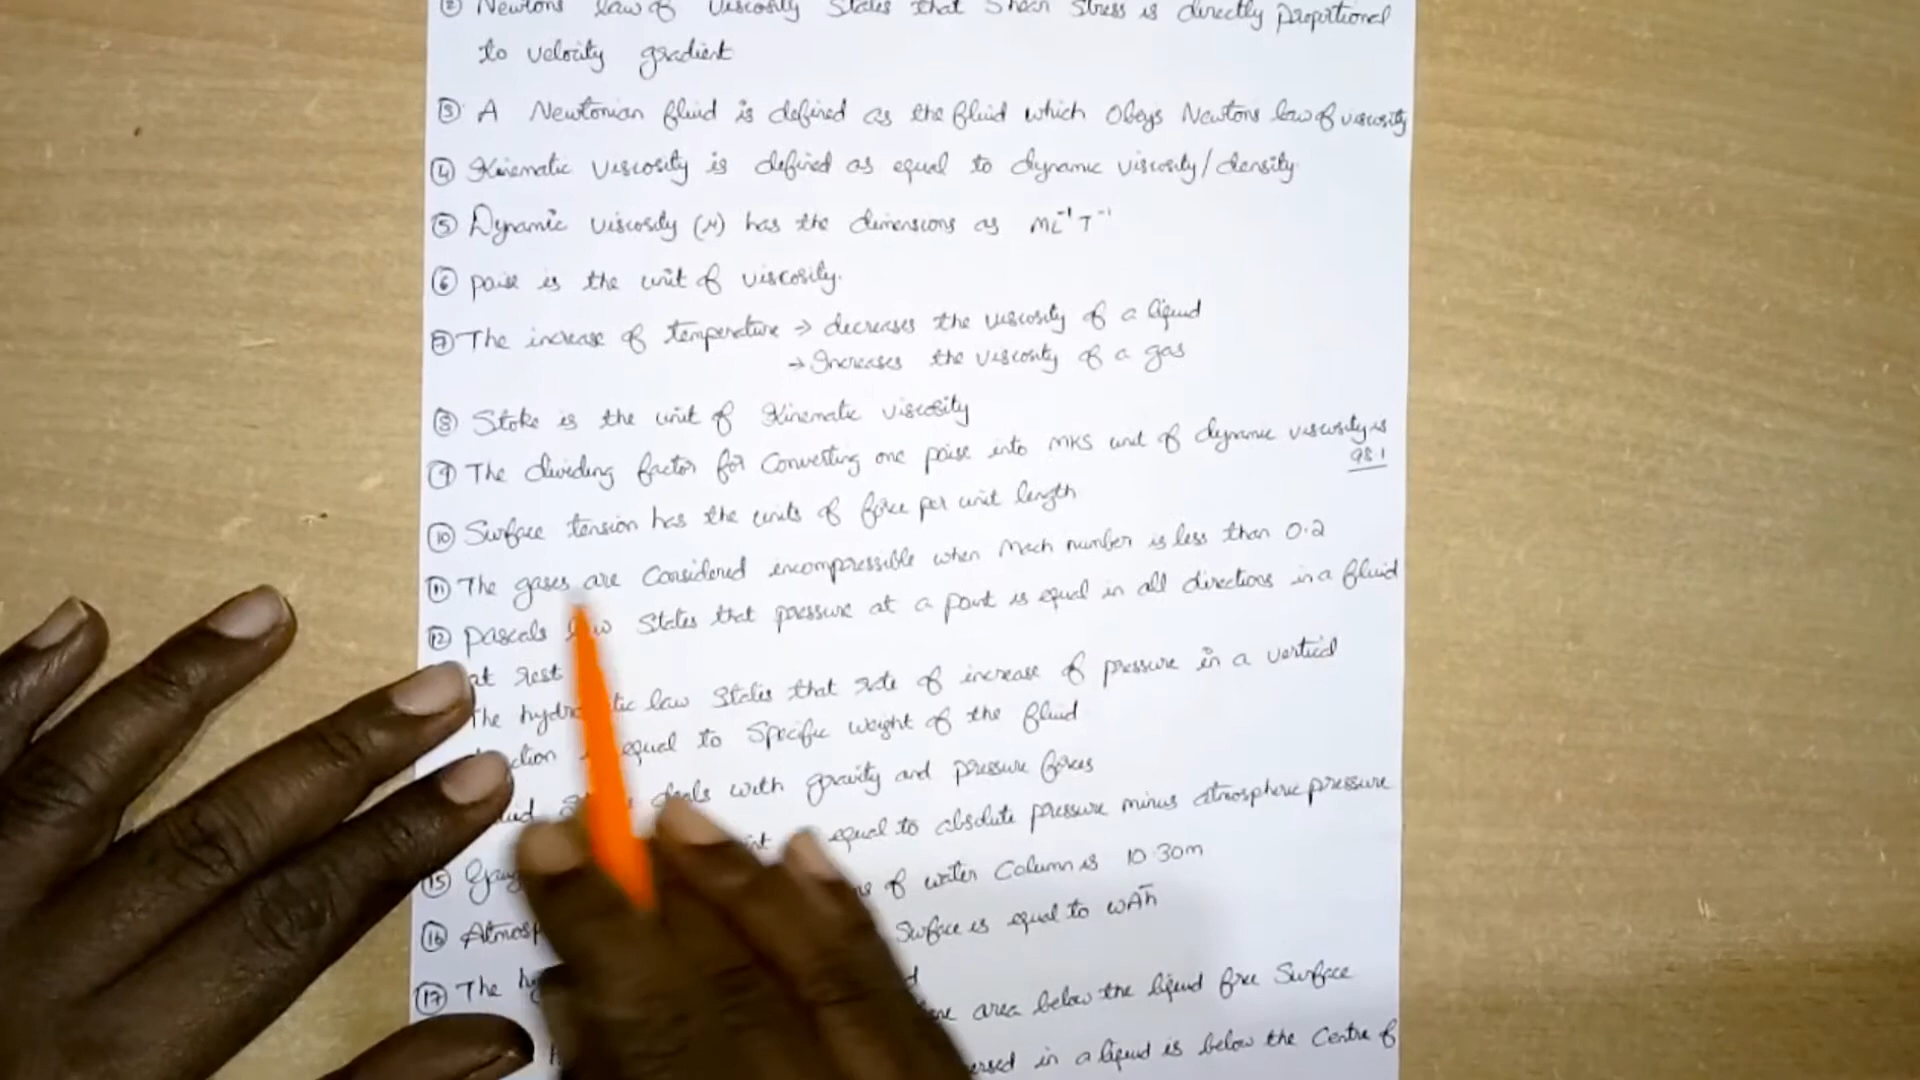 ② Newtons law of Viscosity States that Shear Stress is directly proportional
to velocity gradient
③ A Newtonian fluid is defined as the fluid which Obeys Newtons law of viscosity
④ Kinematic viscosity is defined as equal to dynamic viscosity/density
⑤ Dynamic viscosity (μ) has the dimensions as ML⁻¹T⁻¹
⑥ poise is the unit of viscosity.
⑦ The increase of temperature → decreases the viscosity of a liquid
→ Increases the viscosity of a gas
⑧ Stoke is the unit of Kinematic viscosity
⑨ The dividing factor for Converting one poise into MKS unit of dynamic viscosity is
98.1
⑩ Surface tension has the units of force per unit length
⑪ The gases are Considered incompressible when Mach number is less than 0.2
⑫ pascals law States that pressure at a point is equal in all directions in a fluid
at rest
The law States that rate of increase of pressure in a vertical
equal to Specific weight of the fluid
deals with gravity and pressure forces
equal to absolute pressure minus atmospheric pressure
⑮ of water Column is 10.30m
⑯ Surface is equal to wAh̄
⑰ The
area below the liquid free Surface
in a liquid is below the Centre of